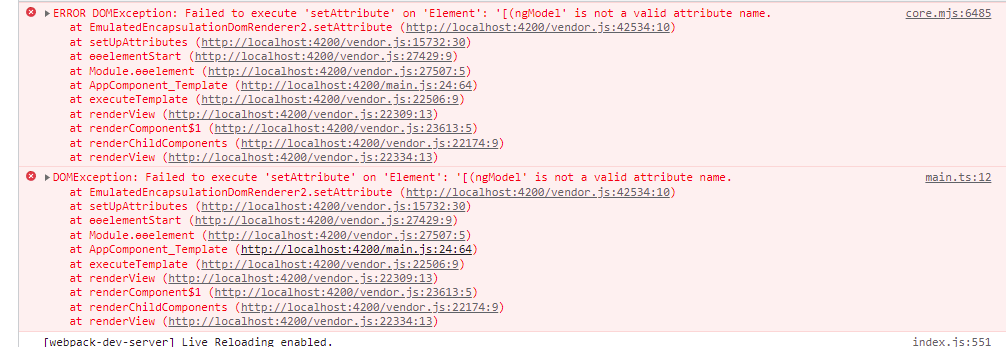 ERROR DOMException: Failed to execute 'setAttribute' on 'Element': '[(ngModel' is not a valid attribute name. core.mjs:6485
at EmulatedEncapsulationDomRenderer2.setAttribute (http://localhost:4200/vendor.js:42534:10)
at setUpAttributes (http://localhost:4200/vendor.js:15732:30)
at ɵɵelementStart (http://localhost:4200/vendor.js:27429:9)
at Module.ɵɵelement (http://localhost:4200/vendor.js:27507:5)
at AppComponent_Template (http://localhost:4200/main.js:24:64)
at executeTemplate (http://localhost:4200/vendor.js:22506:9)
at renderView (http://localhost:4200/vendor.js:22309:13)
at renderComponent$1 (http://localhost:4200/vendor.js:23613:5)
at renderChildComponents (http://localhost:4200/vendor.js:22174:9)
at renderView (http://localhost:4200/vendor.js:22334:13)
DOMException: Failed to execute 'setAttribute' on 'Element': '[(ngModel' is not a valid attribute name. main.ts:12
at EmulatedEncapsulationDomRenderer2.setAttribute (http://localhost:4200/vendor.js:42534:10)
at setUpAttributes (http://localhost:4200/vendor.js:15732:30)
at ɵɵelementStart (http://localhost:4200/vendor.js:27429:9)
at Module.ɵɵelement (http://localhost:4200/vendor.js:27507:5)
at AppComponent_Template (http://localhost:4200/main.js:24:64)
at executeTemplate (http://localhost:4200/vendor.js:22506:9)
at renderView (http://localhost:4200/vendor.js:22309:13)
at renderComponent$1 (http://localhost:4200/vendor.js:23613:5)
at renderChildComponents (http://localhost:4200/vendor.js:22174:9)
at renderView (http://localhost:4200/vendor.js:22334:13)
[webpack-dev-server] Live Reloading enabled. index.js:551